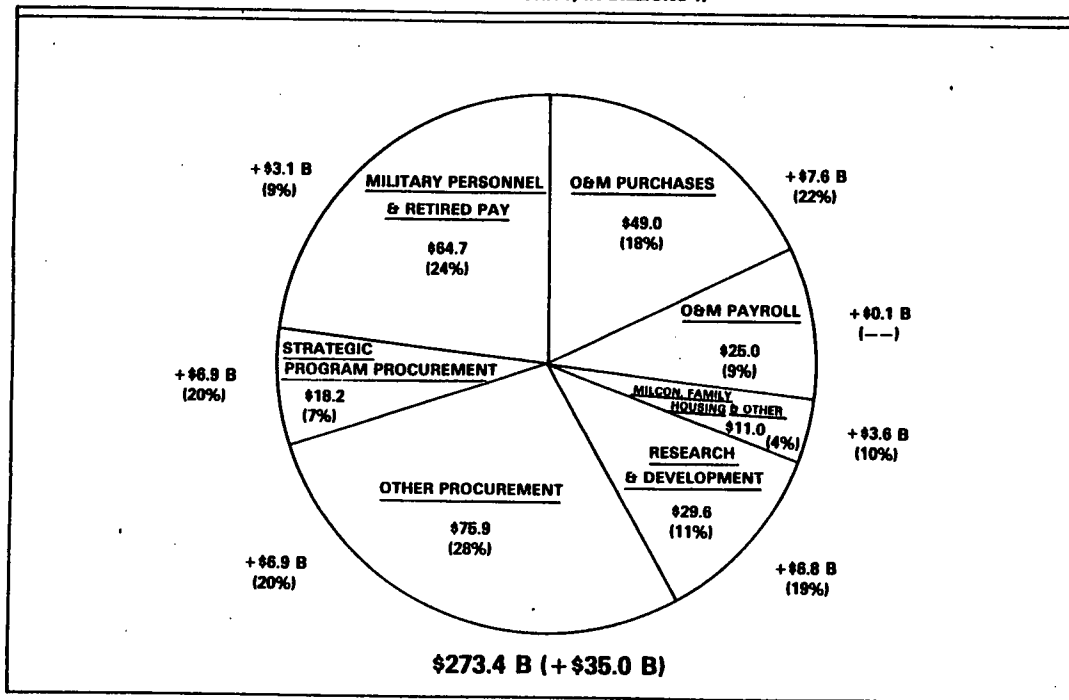 +$3.1 B
(9%)
MILITARY PERSONNEL
& RETIRED PAY
$64.7
(24%)
O&M PURCHASES
$49.0
(18%)
+$7.6 B
(22%)
O&M PAYROLL
$25.0
(9%)
+$0.1 B
(——)
STRATEGIC
PROGRAM PROCUREMENT
$18.2
(7%)
+$6.9 B
(20%)
MILCON, FAMILY
HOUSING & OTHER
$11.0 (4%)
+$3.6 B
(10%)
RESEARCH
& DEVELOPMENT
$29.6
(11%)
+$6.8 B
(19%)
OTHER PROCUREMENT
$75.9
(28%)
+$6.9 B
(20%)
$273.4 B (+$35.0 B)